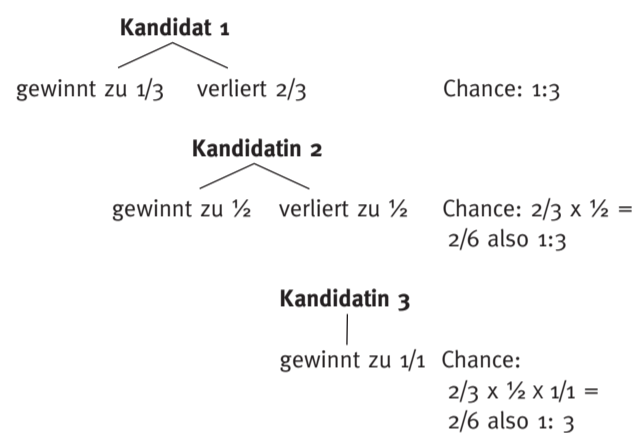 Kandidat 1
gewinnt zu 1/3 verliert 2/3 Chance: 1:3
Kandidatin 2
gewinnt zu ½ verliert zu ½ Chance: 2/3 x ½ =
2/6 also 1:3
Kandidatin 3
gewinnt zu 1/1 Chance:
2/3 x ½ x 1/1 =
2/6 also 1: 3